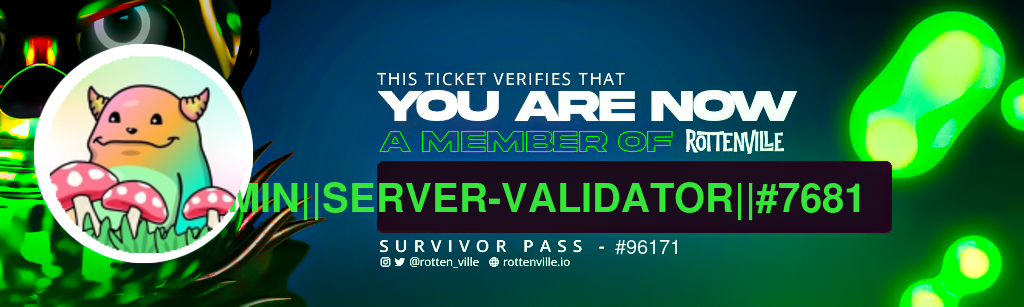 THIS TICKET VERIFIES THAT
YOU ARE NOW
A MEMBER OF ROTTENVILLE
MIN||SERVER-VALIDATOR||#7681
SURVIVOR PASS - #96171
@rotten_ville rottenville.io